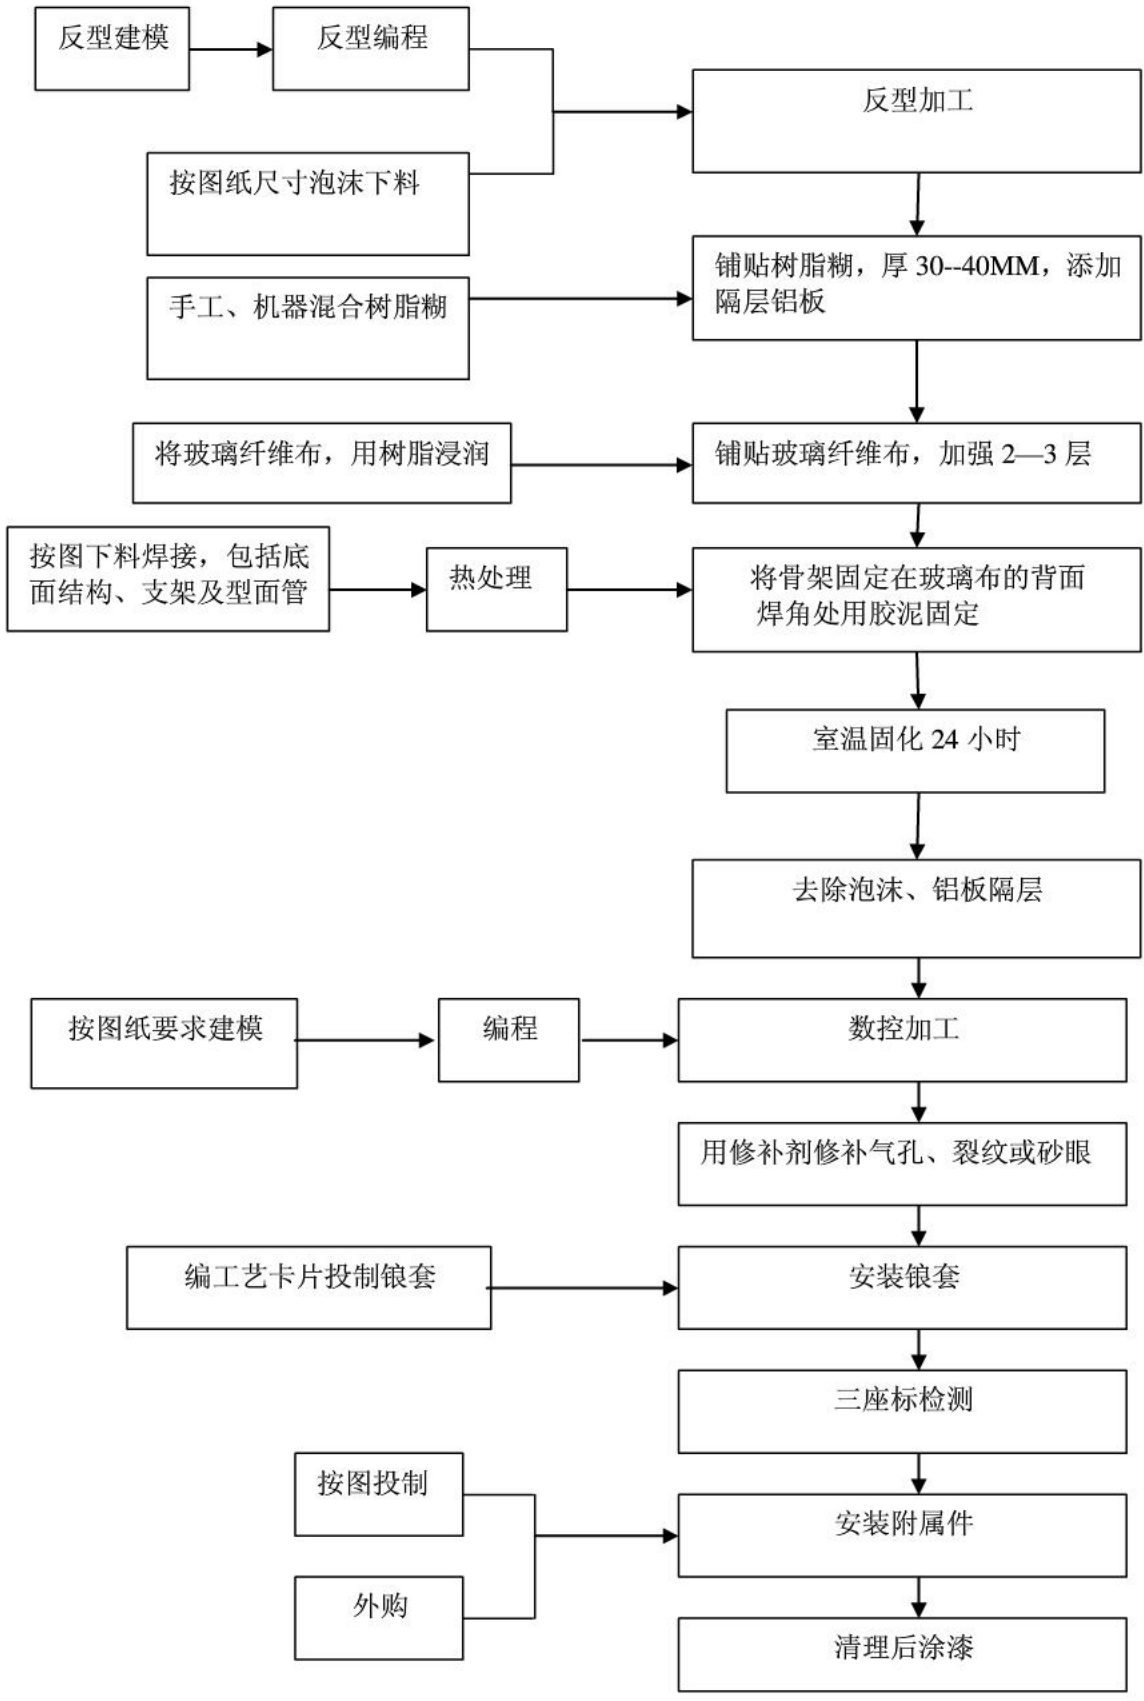 反型建模
反型编程
反型加工
按图纸尺寸泡沫下料
铺贴树脂糊，厚 30--40MM，添加
隔层铝板
手工、机器混合树脂糊
将玻璃纤维布，用树脂浸润
铺贴玻璃纤维布，加强 2—3 层
按图下料焊接，包括底
面结构、支架及型面管
热处理
将骨架固定在玻璃布的背面
焊角处用胶泥固定
室温固化 24 小时
去除泡沫、铝板隔层
按图纸要求建模
编程
数控加工
用修补剂修补气孔、裂纹或砂眼
编工艺卡片投制锒套
安装锒套
三座标检测
按图投制
安装附属件
外购
清理后涂漆